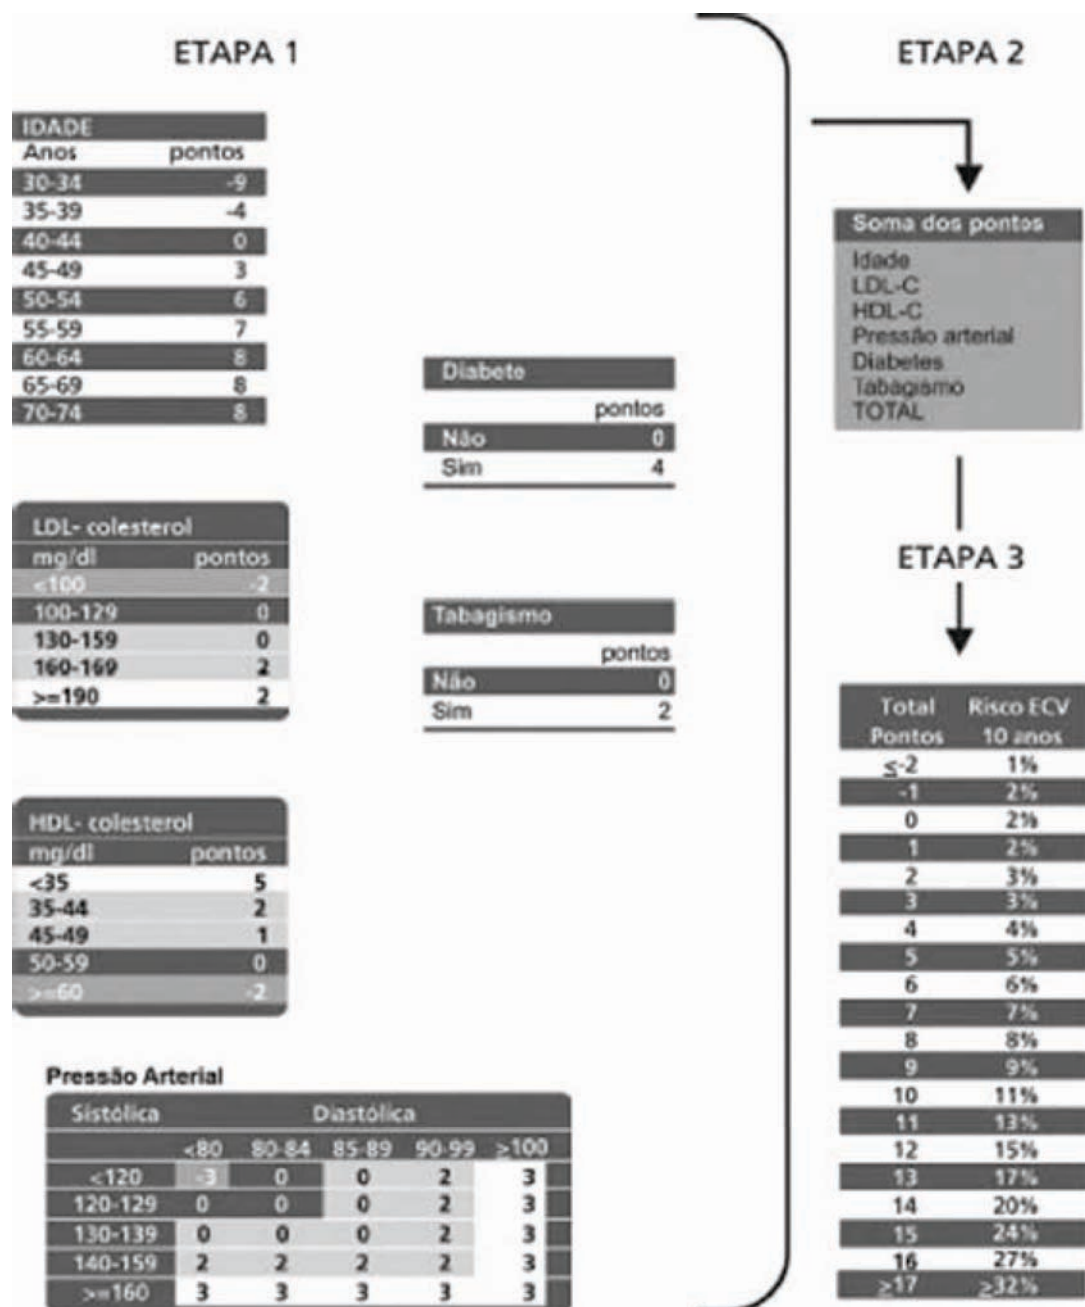 ETAPA 1
IDADE
Anos pontos
30-34 -9
35-39 -4
40-44 0
45-49 3
50-54 6
55-59 7
60-64 8
65-69 8
70-74 8
LDL- colesterol
mg/dl pontos
<100 -2
100-129 0
130-159 0
160-169 2
>=190 2
HDL- colesterol
mg/dl pontos
<35 5
35-44 2
45-49 1
50-59 0
>=60 -2
Diabete
pontos
Não 0
Sim 4
Tabagismo
pontos
Não 0
Sim 2
Pressão Arterial
Sistólica Diastólica
<80 80-84 85-89 90-99 ≥100
<120 -3 0 0 2 3
120-129 0 0 0 2 3
130-139 0 0 0 2 3
140-159 2 2 2 2 3
>=160 3 3 3 3 3
ETAPA 2
Soma dos pontos
Idade
LDL-C
HDL-C
Pressão arterial
Diabetes
Tabagismo
TOTAL
ETAPA 3
Total Risco ECV
Pontos 10 anos
≤-2 1%
-1 2%
0 2%
1 2%
2 3%
3 3%
4 4%
5 5%
6 6%
7 7%
8 8%
9 9%
10 11%
11 13%
12 15%
13 17%
14 20%
15 24%
16 27%
≥17 ≥32%